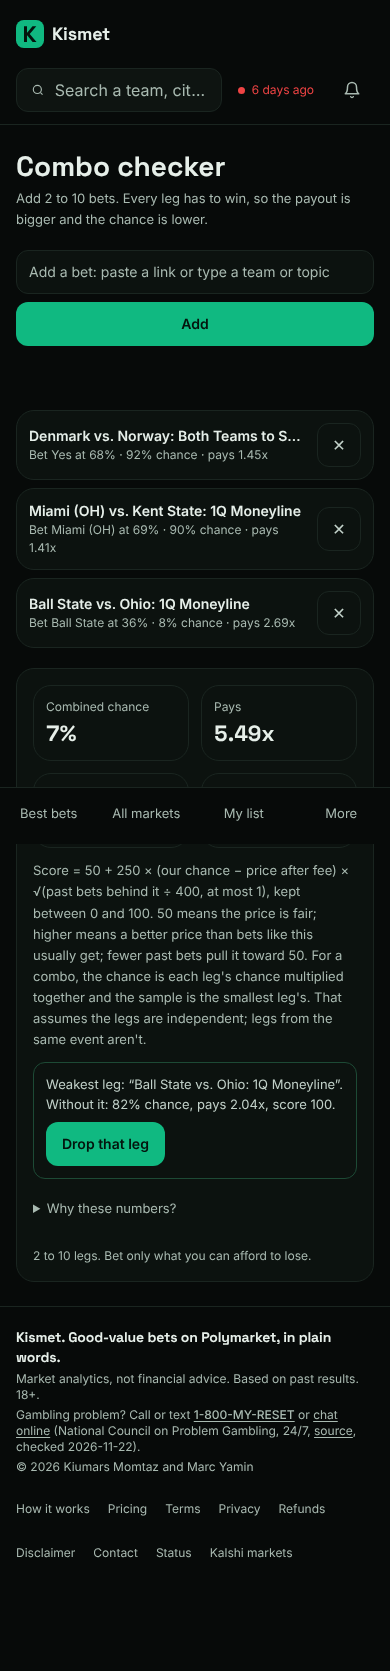 Kismet
Search a team, cit...
6 days ago
Combo checker
Add 2 to 10 bets. Every leg has to win, so the payout is
bigger and the chance is lower.
Add a bet: paste a link or type a team or topic
Add
Denmark vs. Norway: Both Teams to S...
Bet Yes at 68% · 92% chance · pays 1.45x
Miami (OH) vs. Kent State: 1Q Moneyline
Bet Miami (OH) at 69% · 90% chance · pays
1.41x
Ball State vs. Ohio: 1Q Moneyline
Bet Ball State at 36% · 8% chance · pays 2.69x
Combined chance
7%
Pays
5.49x
Best bets
All markets
My list
More
Score = 50 + 250 × (our chance − price after fee) ×
√(past bets behind it ÷ 400, at most 1), kept
between 0 and 100. 50 means the price is fair;
higher means a better price than bets like this
usually get; fewer past bets pull it toward 50. For a
combo, the chance is each leg's chance multiplied
together and the sample is the smallest leg's. That
assumes the legs are independent; legs from the
same event aren't.
Weakest leg: “Ball State vs. Ohio: 1Q Moneyline”.
Without it: 82% chance, pays 2.04x, score 100.
Drop that leg
Why these numbers?
2 to 10 legs. Bet only what you can afford to lose.
Kismet. Good-value bets on Polymarket, in plain
words.
Market analytics, not financial advice. Based on past results.
18+.
Gambling problem? Call or text 1-800-MY-RESET or chat
online (National Council on Problem Gambling, 24/7, source,
checked 2026-11-22).
© 2026 Kiumars Momtaz and Marc Yamin
How it works
Pricing
Terms
Privacy
Refunds
Disclaimer
Contact
Status
Kalshi markets